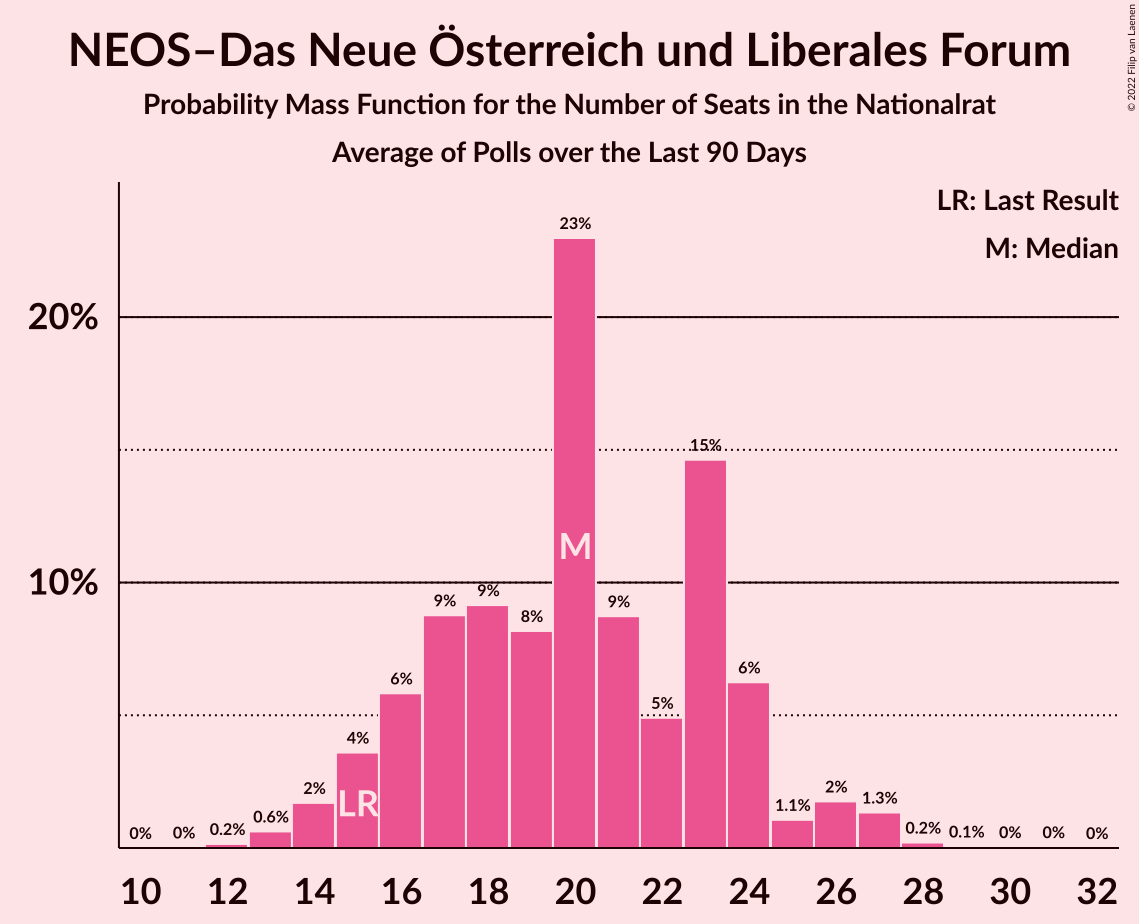 NEOS–Das Neue Österreich und Liberales Forum
Probability Mass Function for the Number of Seats in the Nationalrat
Average of Polls over the Last 90 Days
© 2022 Filip van Laenen
LR: Last Result
M: Median
20%
10%
0%
0%
0.2%
0.6%
2%
4%
6%
9%
9%
8%
23%
9%
5%
15%
6%
1.1%
2%
1.3%
0.2%
0.1%
0%
0%
0%
LR
M
10 12 14 16 18 20 22 24 26 28 30 32